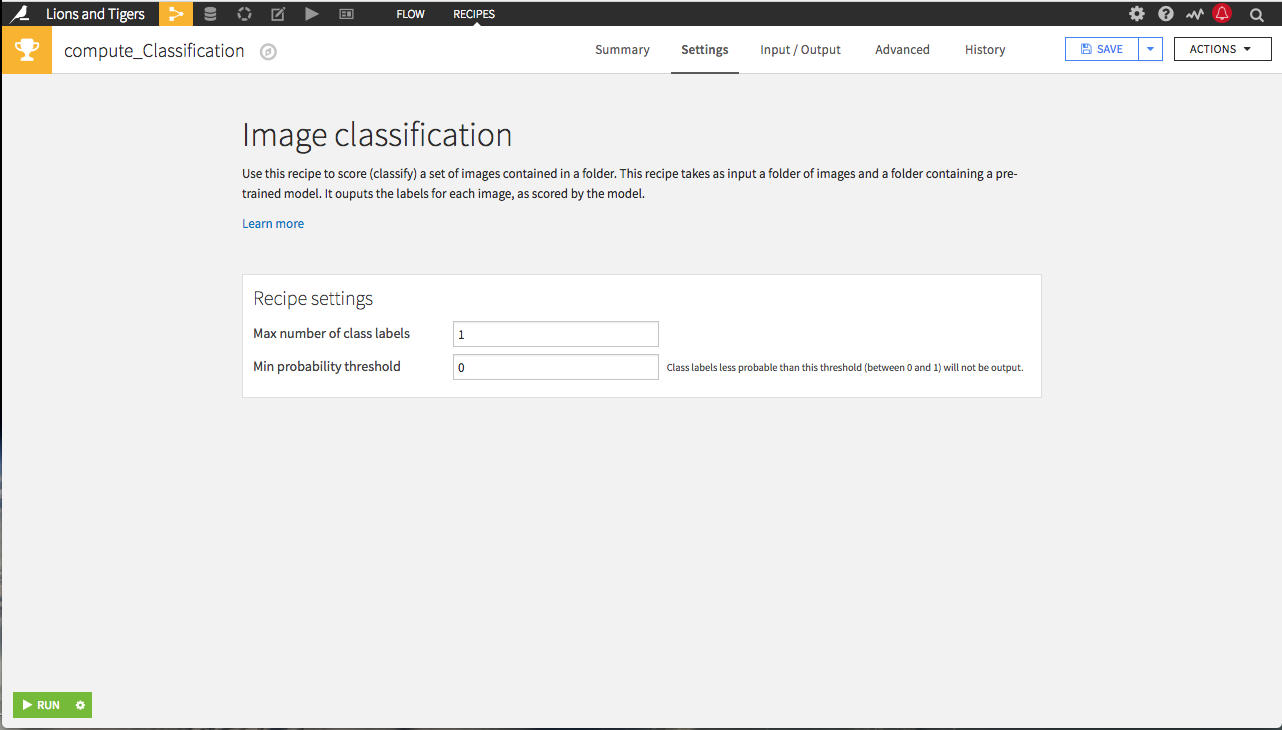 Lions and Tigers FLOW RECIPES
compute_Classification Summary Settings Input / Output Advanced History SAVE ACTIONS
Image classification
Use this recipe to score (classify) a set of images contained in a folder. This recipe takes as input a folder of images and a folder containing a pre-
trained model. It ouputs the labels for each image, as scored by the model.
Learn more
Recipe settings
Max number of class labels 1
Min probability threshold 0 Class labels less probable than this threshold (between 0 and 1) will not be output.
RUN